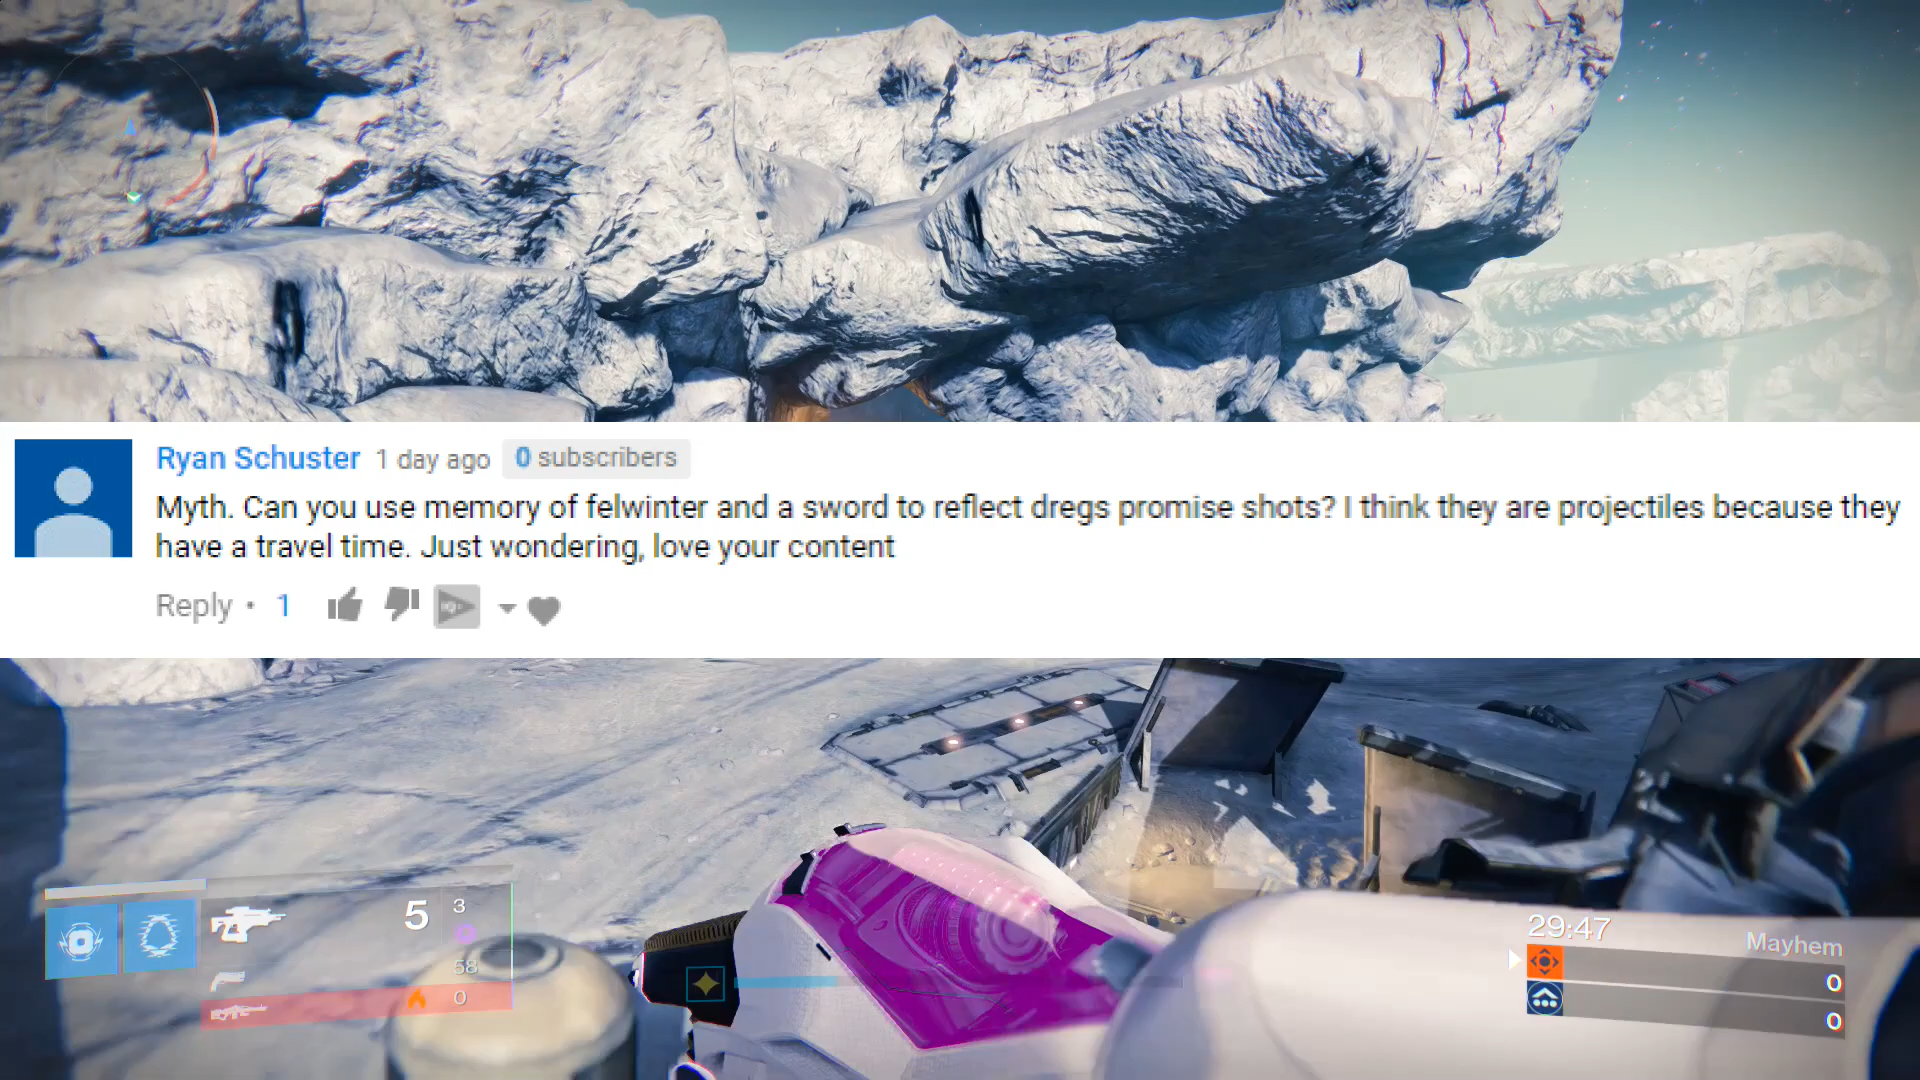 Ryan Schuster 1 day ago 0 subscribers
Myth. Can you use memory of felwinter and a sword to reflect dregs promise shots? I think they are projectiles because they
have a travel time. Just wondering, love your content
Reply • 1
5 3
58
0
29:47 Mayhem
0
0